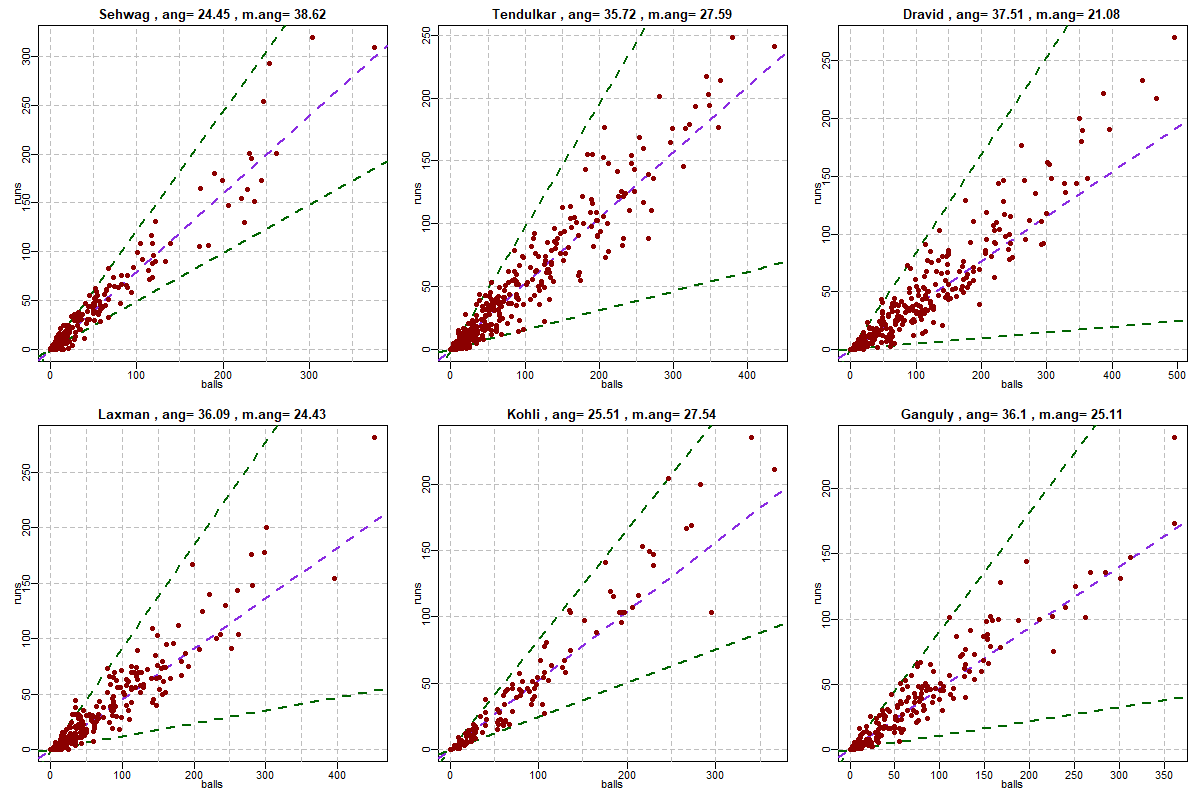 Sehwag , ang= 24.45 , m.ang= 38.62
runs
0 50 100 150 200 250 300
0 100 200 300
balls
Tendulkar , ang= 35.72 , m.ang= 27.59
runs
0 50 100 150 200 250
0 100 200 300 400
balls
Dravid , ang= 37.51 , m.ang= 21.08
runs
0 50 100 150 200 250
0 100 200 300 400 500
balls
Laxman , ang= 36.09 , m.ang= 24.43
runs
0 50 100 150 200 250
0 100 200 300 400
balls
Kohli , ang= 25.51 , m.ang= 27.54
runs
0 50 100 150 200
0 100 200 300
balls
Ganguly , ang= 36.1 , m.ang= 25.11
runs
0 50 100 150 200
0 50 100 150 200 250 300 350
balls